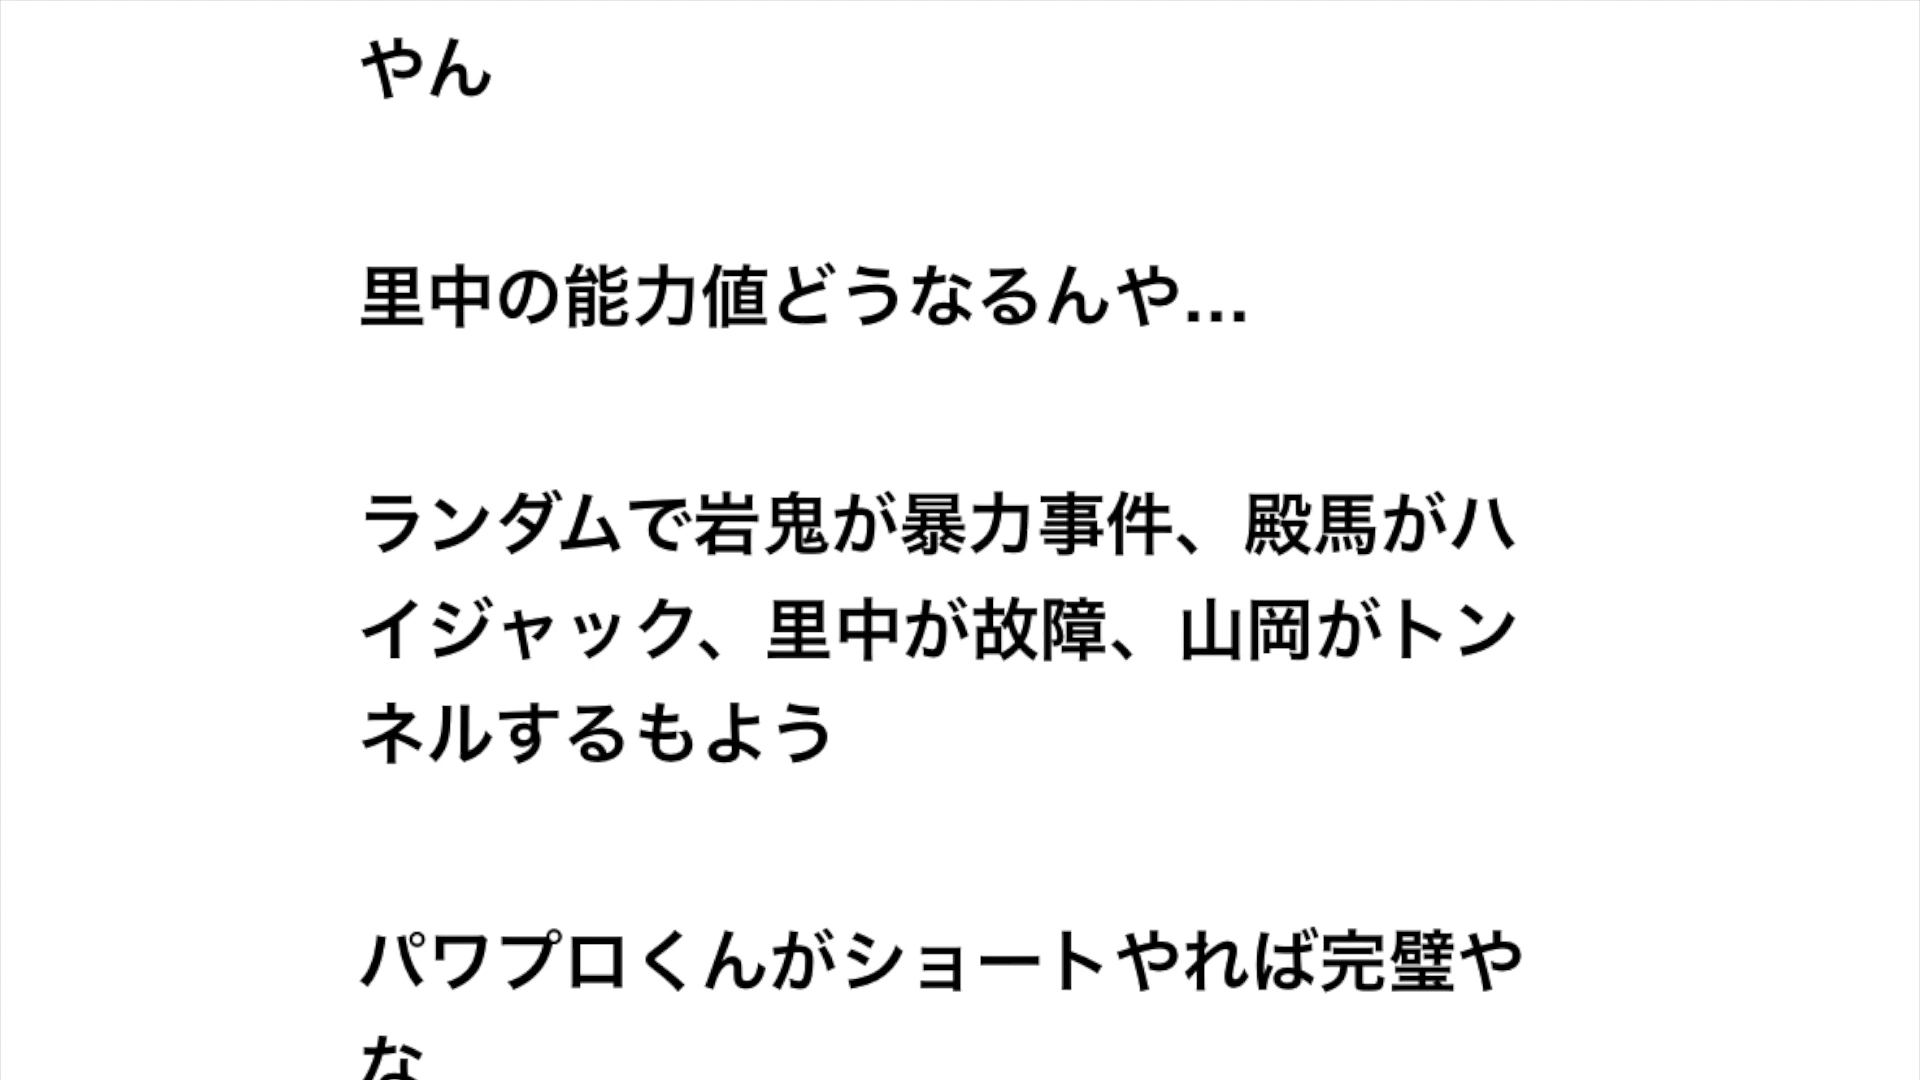 やん
里中の能力値どうなるんや…
ランダムで岩鬼が暴力事件、殿馬がハ
イジャック、里中が故障、山岡がトン
ネルするもよう
パワプロくんがショートやれば完璧や
な